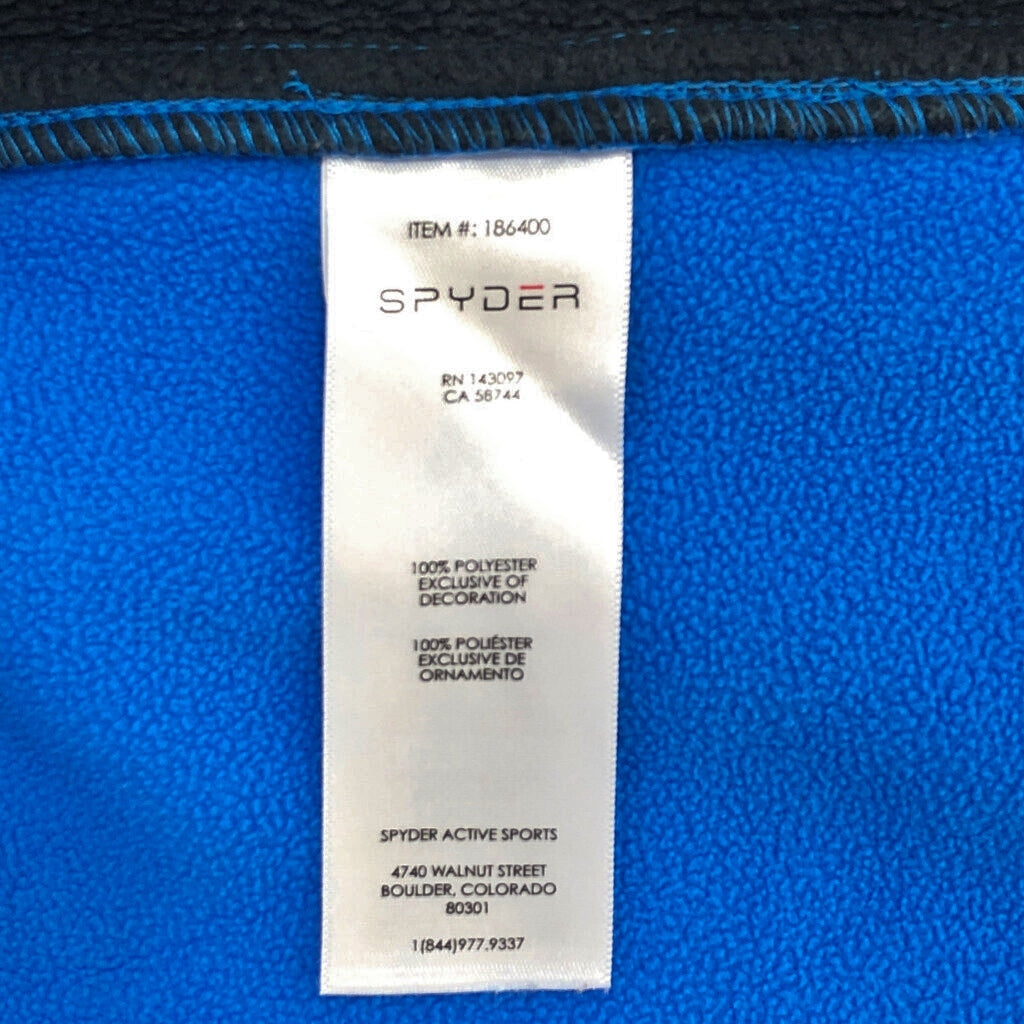 ITEM #: 186400
SPYDER
RN 143097
CA 58744
100% POLYESTER
EXCLUSIVE OF
DECORATION
100% POLIÉSTER
EXCLUSIVE DE
ORNAMENTO
SPYDER ACTIVE SPORTS
4740 WALNUT STREET
BOULDER, COLORADO
80301
1(844)977.9337